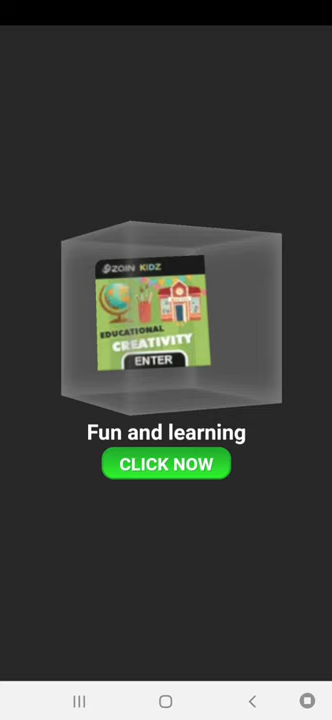 ZOIN KIDZ
EDUCATIONAL
CREATIVITY
ENTER
Fun and learning
CLICK NOW